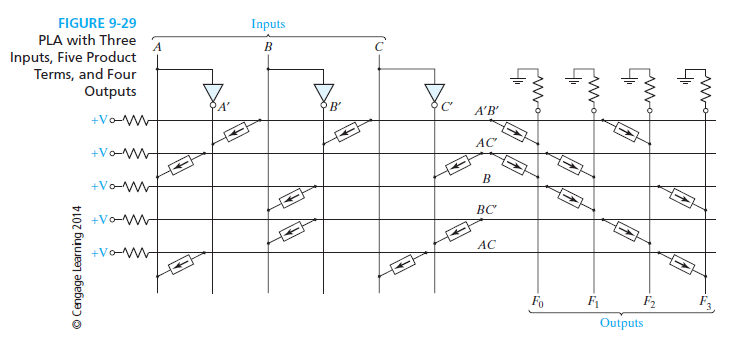 FIGURE 9-29
PLA with Three
Inputs, Five Product
Terms, and Four
Outputs
Inputs
A B C
A' B' C'
+V
+V
+V
+V
+V
A'B'
AC'
B
BC'
AC
F0 F1 F2 F3
Outputs
© Cengage Learning 2014